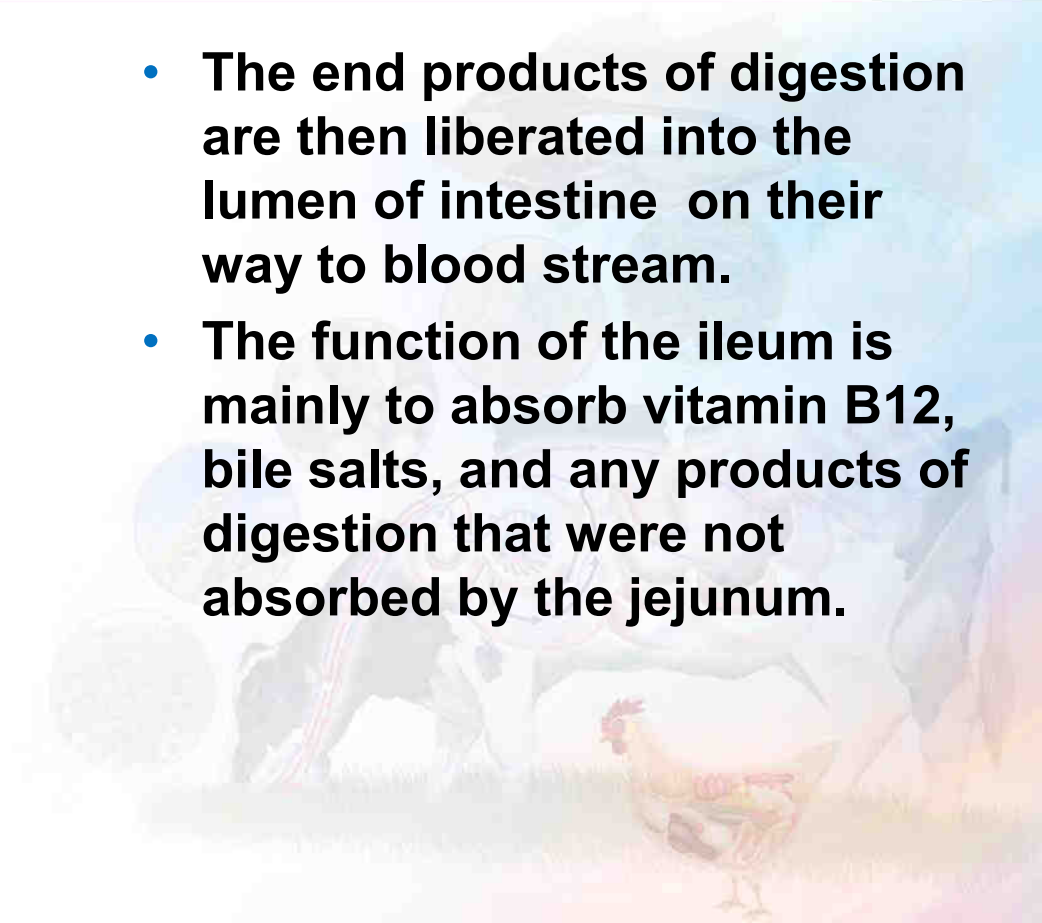 • The end products of digestion
are then liberated into the
lumen of intestine  on their
way to blood stream.
• The function of the ileum is
mainly to absorb vitamin B12,
bile salts, and any products of
digestion that were not
absorbed by the jejunum.